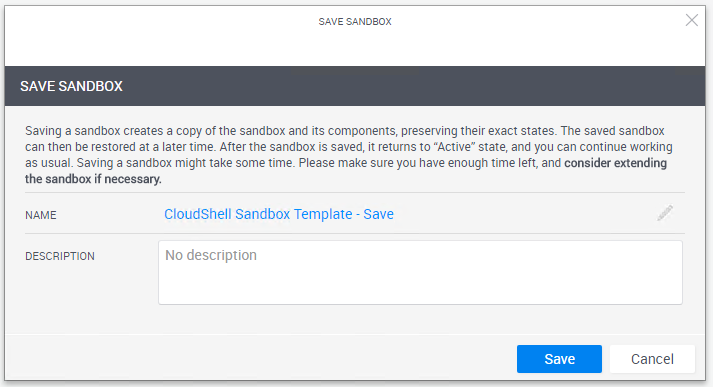 SAVE SANDBOX
SAVE SANDBOX
Saving a sandbox creates a copy of the sandbox and its components, preserving their exact states. The saved sandbox
can then be restored at a later time. After the sandbox is saved, it returns to “Active” state, and you can continue working
as usual. Saving a sandbox might take some time. Please make sure you have enough time left, and consider extending
the sandbox if necessary.
NAME CloudShell Sandbox Template - Save
DESCRIPTION No description
Save Cancel